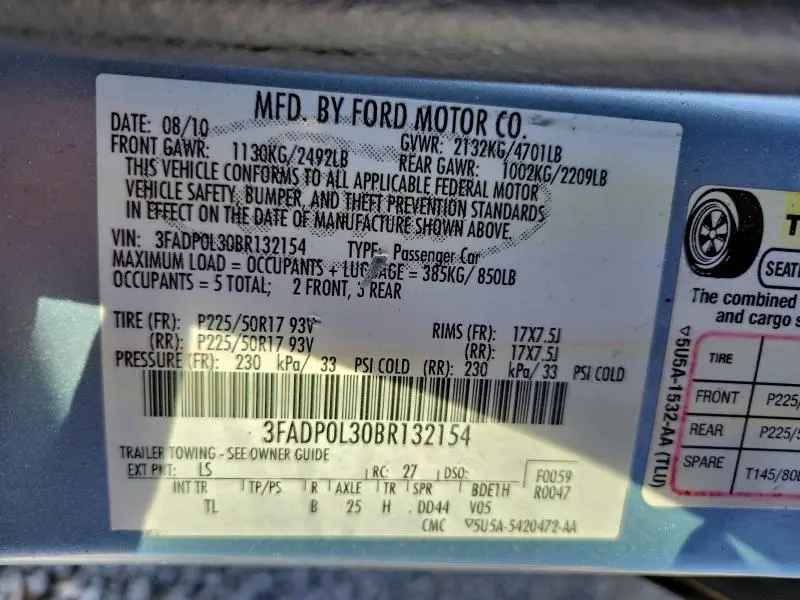 MFD. BY FORD MOTOR CO.
DATE: 08/10 GVWR: 2132KG/4701LB
FRONT GAWR: 1130KG/2492LB REAR GAWR: 1002KG/2209LB
THIS VEHICLE CONFORMS TO ALL APPLICABLE FEDERAL MOTOR
VEHICLE SAFETY, BUMPER, AND THEFT PREVENTION STANDARDS
IN EFFECT ON THE DATE OF MANUFACTURE SHOWN ABOVE.
VIN: 3FADP0L30BR132154 TYPE: Passenger Car
MAXIMUM LOAD = OCCUPANTS + LUGGAGE = 385KG/850LB
OCCUPANTS = 5 TOTAL; 2 FRONT, 3 REAR
TIRE (FR): P225/50R17 93V RIMS (FR): 17X7.5J
(RR): P225/50R17 93V (RR): 17X7.5J
PRESSURE (FR): 230 kPa/ 33 PSI COLD (RR): 230 kPa/ 33 PSI COLD
3FADP0L30BR132154
TRAILER TOWING - SEE OWNER GUIDE
EXT PNT: LS RC: 27 DSO: F0059
R0047
INT TR TP/PS R AXLE TR SPR BDE1H
TL B 25 H DD44 V05
CMC ▽5U5A-5420472-AA
▽5U5A-1532-AA (TLU)
T
SEAT
The combined
and cargo s
TIRE
FRONT P225/
REAR P225/5
SPARE T145/80